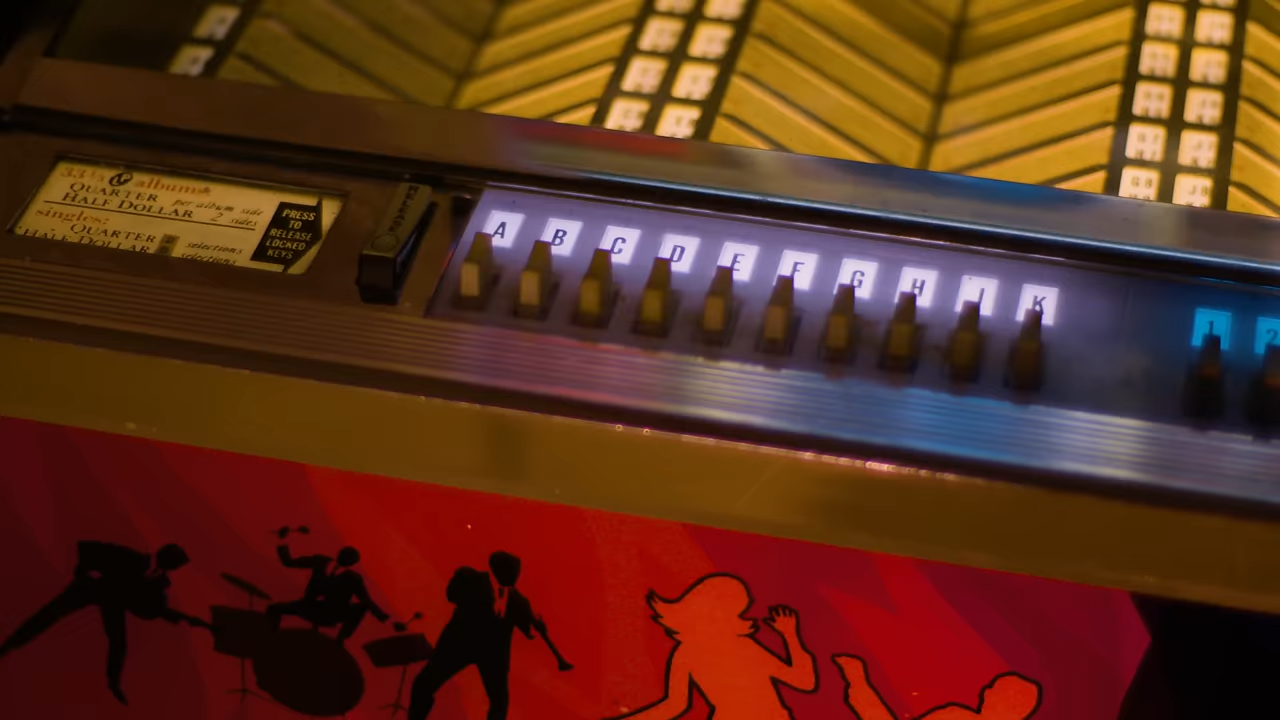 33⅓ albums
QUARTER per album side
HALF DOLLAR 2 sides
singles:
QUARTER selections
HALF DOLLAR selections
PRESS
TO
RELEASE
LOCKED
KEYS
A B C D E F G H J K
1 2